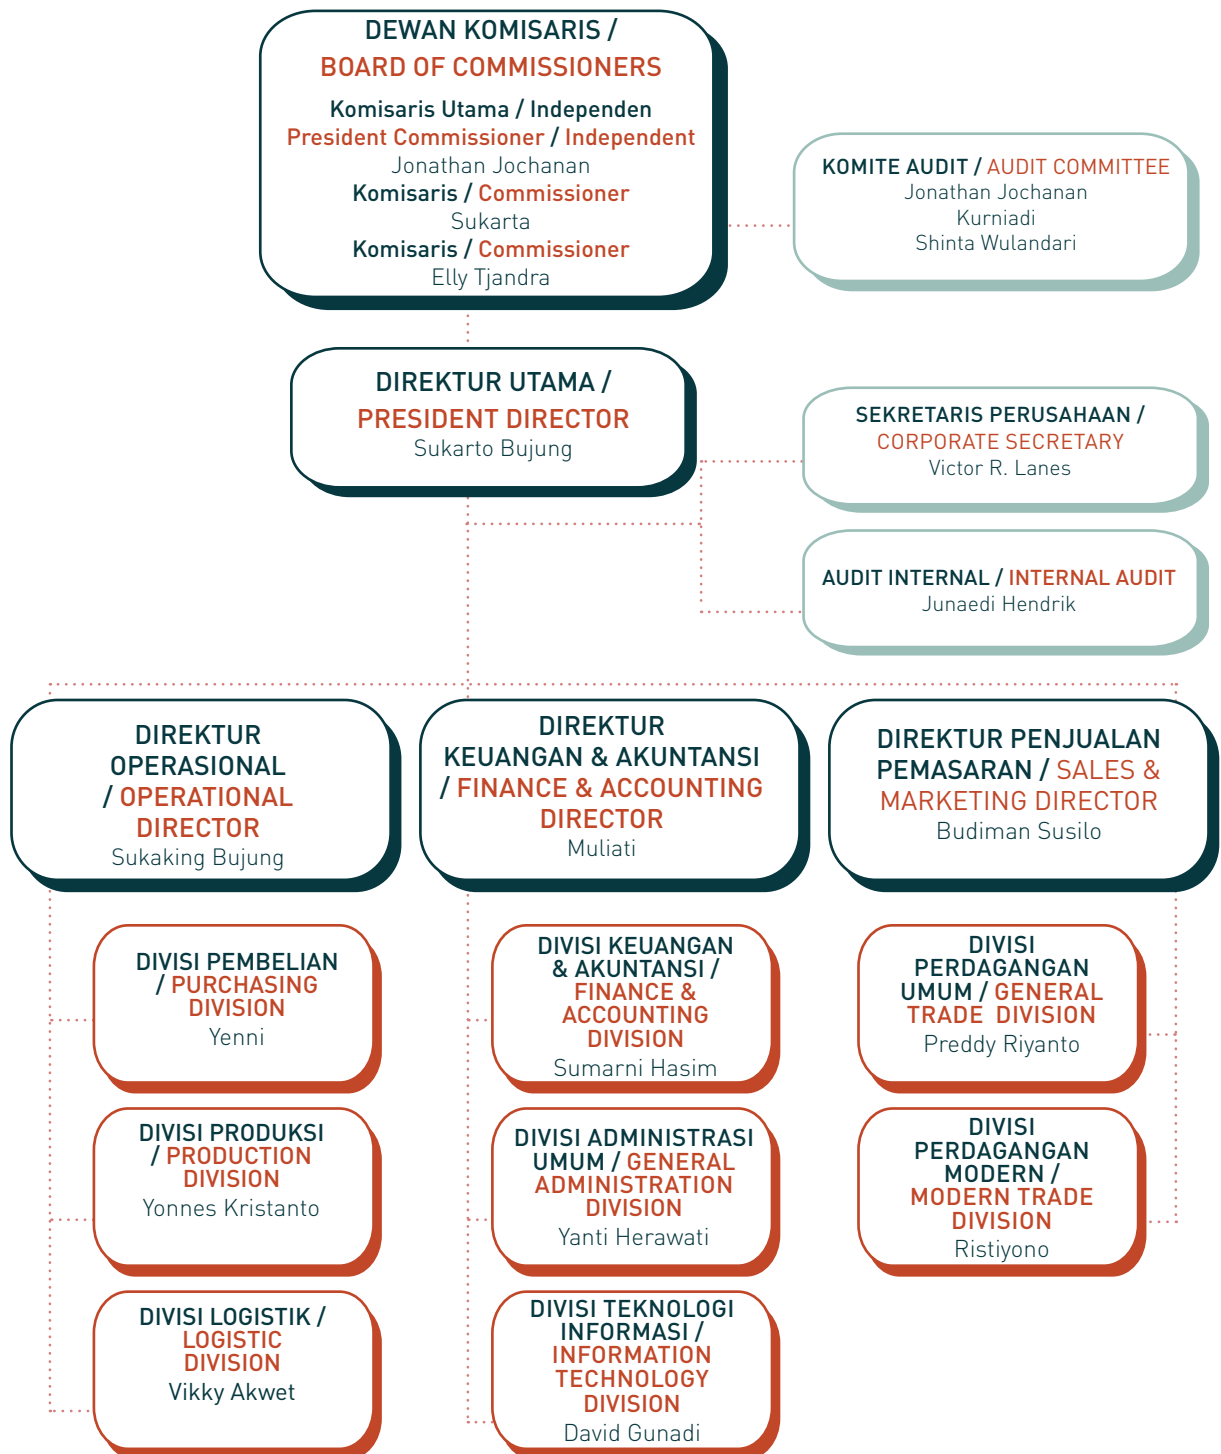 DEWAN KOMISARIS /
BOARD OF COMMISSIONERS
Komisaris Utama / Independen
President Commissioner / Independent
Jonathan Jochanan
Komisaris / Commissioner
Sukarta
Komisaris / Commissioner
Elly Tjandra
KOMITE AUDIT / AUDIT COMMITTEE
Jonathan Jochanan
Kurniadi
Shinta Wulandari
DIREKTUR UTAMA /
PRESIDENT DIRECTOR
Sukarto Bujung
SEKRETARIS PERUSAHAAN /
CORPORATE SECRETARY
Victor R. Lanes
AUDIT INTERNAL / INTERNAL AUDIT
Junaedi Hendrik
DIREKTUR
OPERASIONAL
/ OPERATIONAL
DIRECTOR
Sukaking Bujung
DIREKTUR
KEUANGAN & AKUNTANSI
/ FINANCE & ACCOUNTING
DIRECTOR
Muliati
DIREKTUR PENJUALAN
PEMASARAN / SALES &
MARKETING DIRECTOR
Budiman Susilo
DIVISI PEMBELIAN
/ PURCHASING
DIVISION
Yenni
DIVISI KEUANGAN
& AKUNTANSI /
FINANCE &
ACCOUNTING
DIVISION
Sumarni Hasim
DIVISI
PERDAGANGAN
UMUM / GENERAL
TRADE DIVISION
Preddy Riyanto
DIVISI PRODUKSI
/ PRODUCTION
DIVISION
Yonnes Kristanto
DIVISI ADMINISTRASI
UMUM / GENERAL
ADMINISTRATION
DIVISION
Yanti Herawati
DIVISI
PERDAGANGAN
MODERN /
MODERN TRADE
DIVISION
Ristiyono
DIVISI LOGISTIK /
LOGISTIC
DIVISION
Vikky Akwet
DIVISI TEKNOLOGI
INFORMASI /
INFORMATION
TECHNOLOGY
DIVISION
David Gunadi